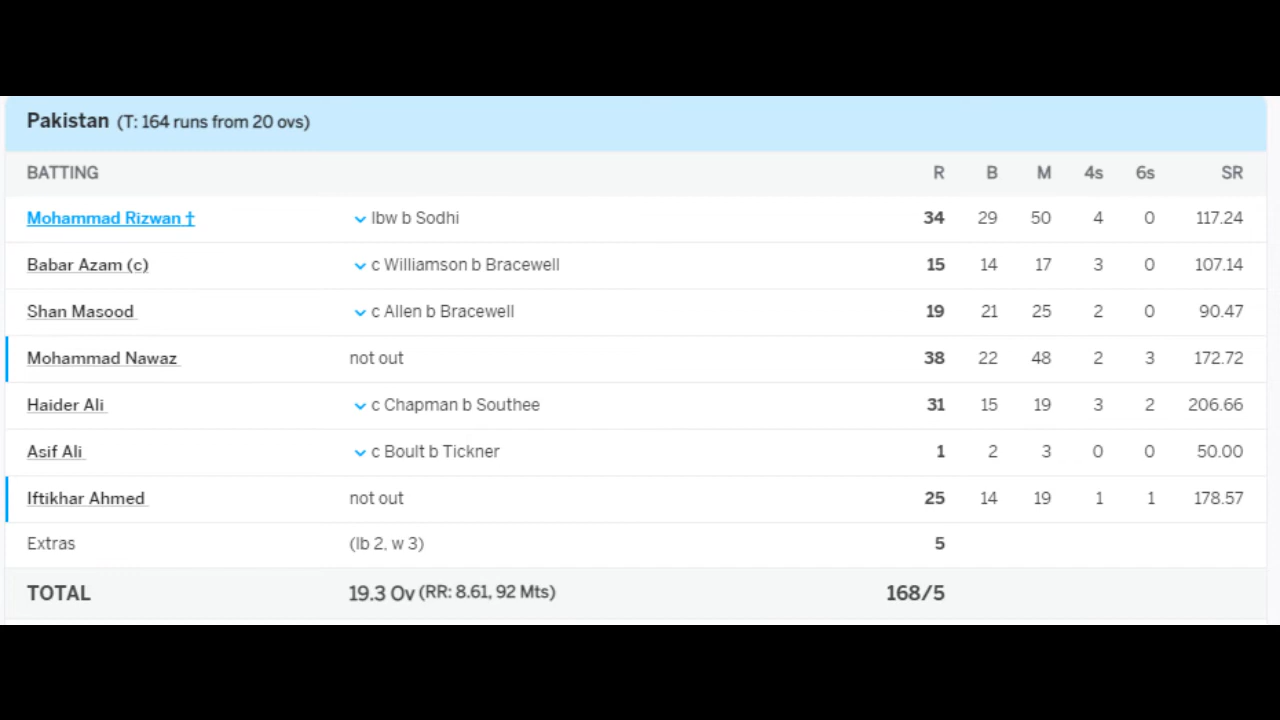 Pakistan (T: 164 runs from 20 ovs)
BATTING R B M 4s 6s SR
Mohammad Rizwan † lbw b Sodhi 34 29 50 4 0 117.24
Babar Azam (c) c Williamson b Bracewell 15 14 17 3 0 107.14
Shan Masood c Allen b Bracewell 19 21 25 2 0 90.47
Mohammad Nawaz not out 38 22 48 2 3 172.72
Haider Ali c Chapman b Southee 31 15 19 3 2 206.66
Asif Ali c Boult b Tickner 1 2 3 0 0 50.00
Iftikhar Ahmed not out 25 14 19 1 1 178.57
Extras (lb 2, w 3) 5
TOTAL 19.3 Ov (RR: 8.61, 92 Mts) 168/5